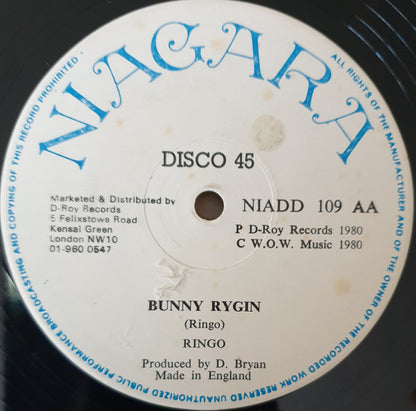 NIAGARA
DISCO 45
Marketed & Distributed by
D-Roy Records
5 Felixstowe Road
Kensal Green
London NW10
01-960 0547
NIADD 109 AA
P D-Roy Records 1980
C W.O.W. Music 1980
BUNNY RYGIN
(Ringo)
RINGO
Produced by D. Bryan
Made in England
ALL RIGHTS OF THE MANUFACTURER AND OF THE OWNER OF THE RECORDED WORK RESERVED UNAUTHORIZED PUBLIC PERFORMANCE BROADCASTING AND COPYING OF THIS RECORD PROHIBITED